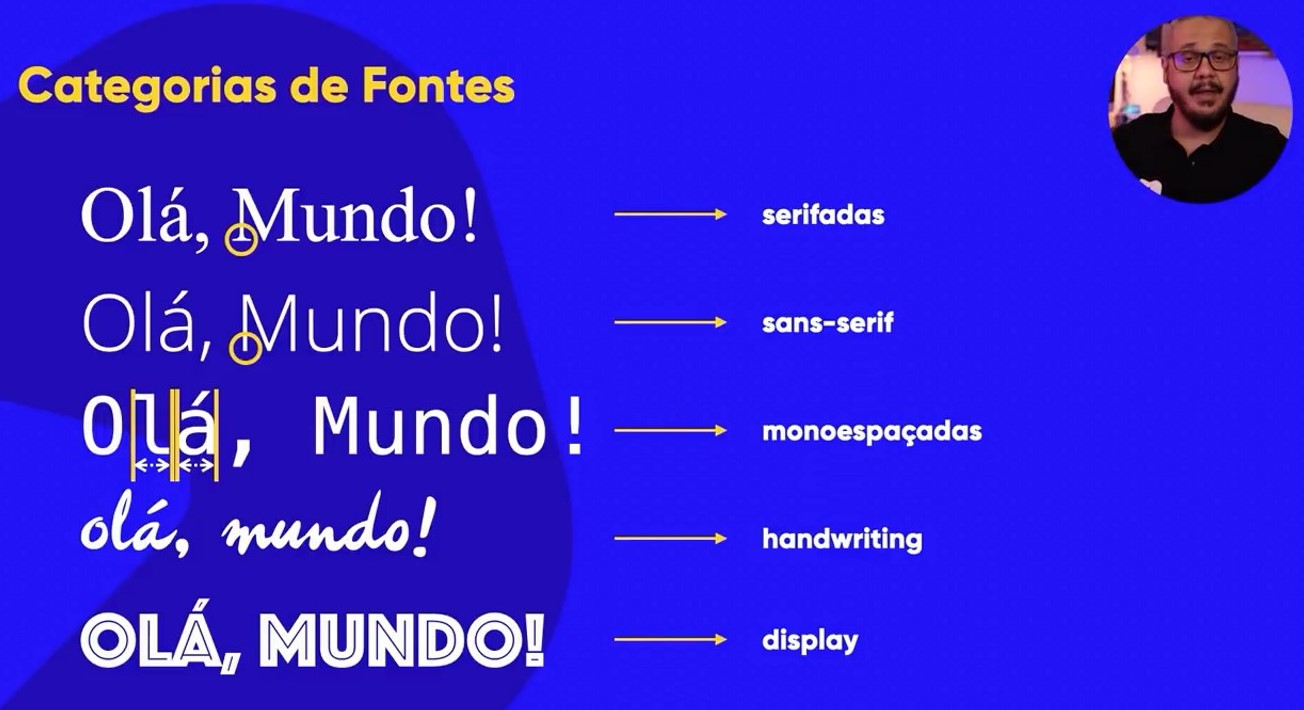 Categorias de Fontes
Olá, Mundo!
serifadas
Olá, Mundo!
sans-serif
Olá, Mundo!
monoespaçadas
olá, mundo!
handwriting
OLÁ, MUNDO!
display